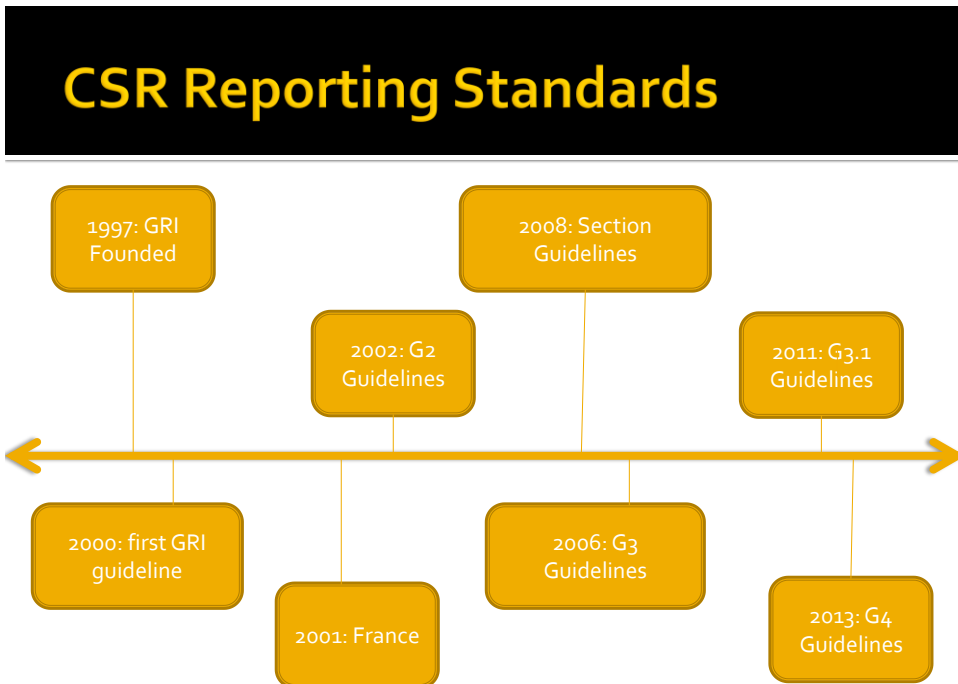 CSR Reporting Standards
1997: GRI
Founded
2008: Section
Guidelines
2002: G2
Guidelines
2011: G3.1
Guidelines
2000: first GRI
guideline
2001: France
2006: G3
Guidelines
2013: G4
Guidelines